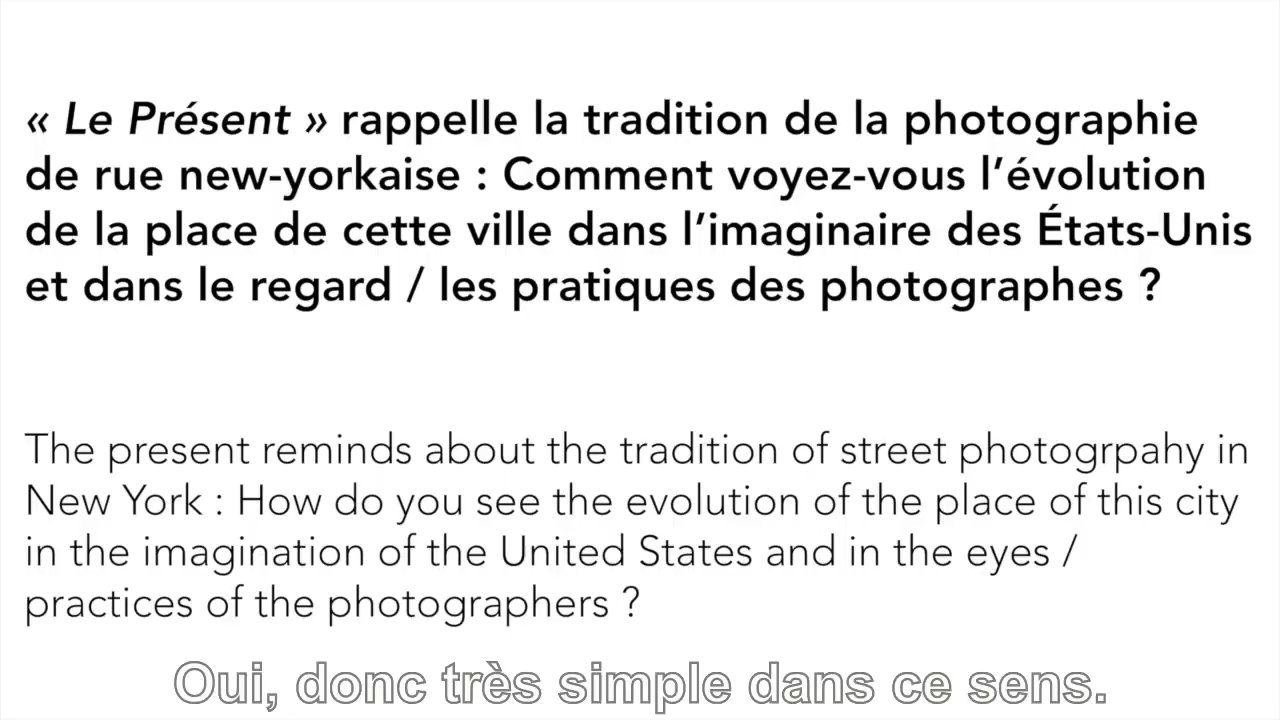 « Le Présent » rappelle la tradition de la photographie
de rue new-yorkaise : Comment voyez-vous l’évolution
de la place de cette ville dans l’imaginaire des États-Unis
et dans le regard / les pratiques des photographes ?
The present reminds about the tradition of street photogrpahy in
New York : How do you see the evolution of the place of this city
in the imagination of the United States and in the eyes /
practices of the photographers ?
Oui, donc très simple dans ce sens.